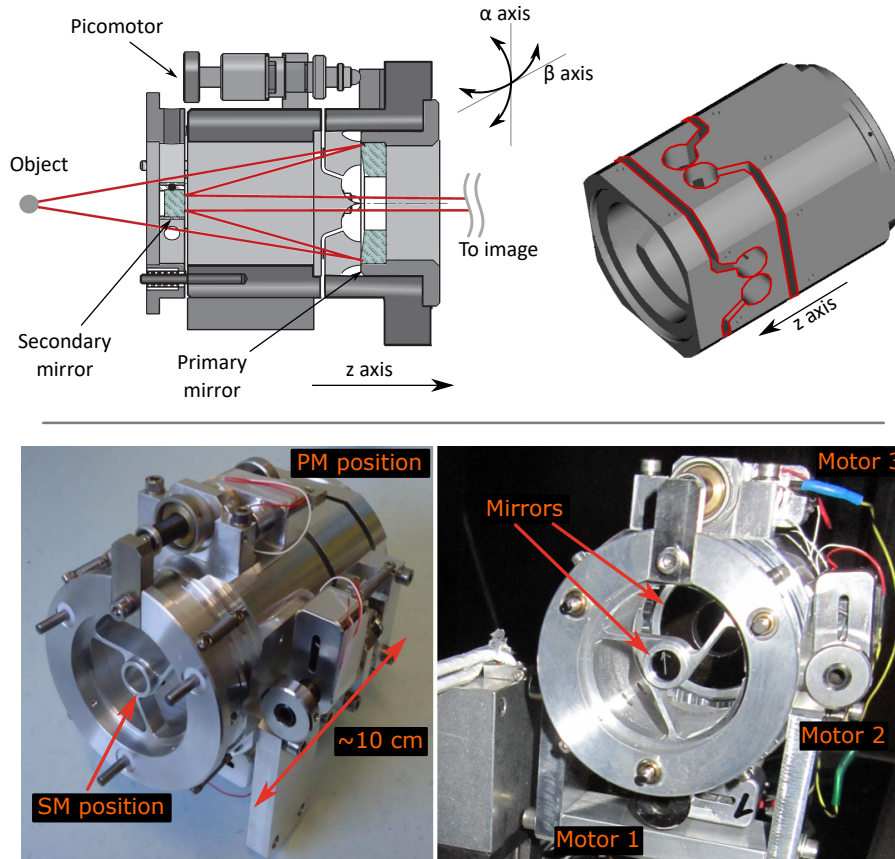 Picomotor
α axis
β axis
Object
To image
Secondary
mirror
Primary
mirror
z axis
z axis
PM position
SM position
~10 cm
Mirrors
Motor 3
Motor 2
Motor 1